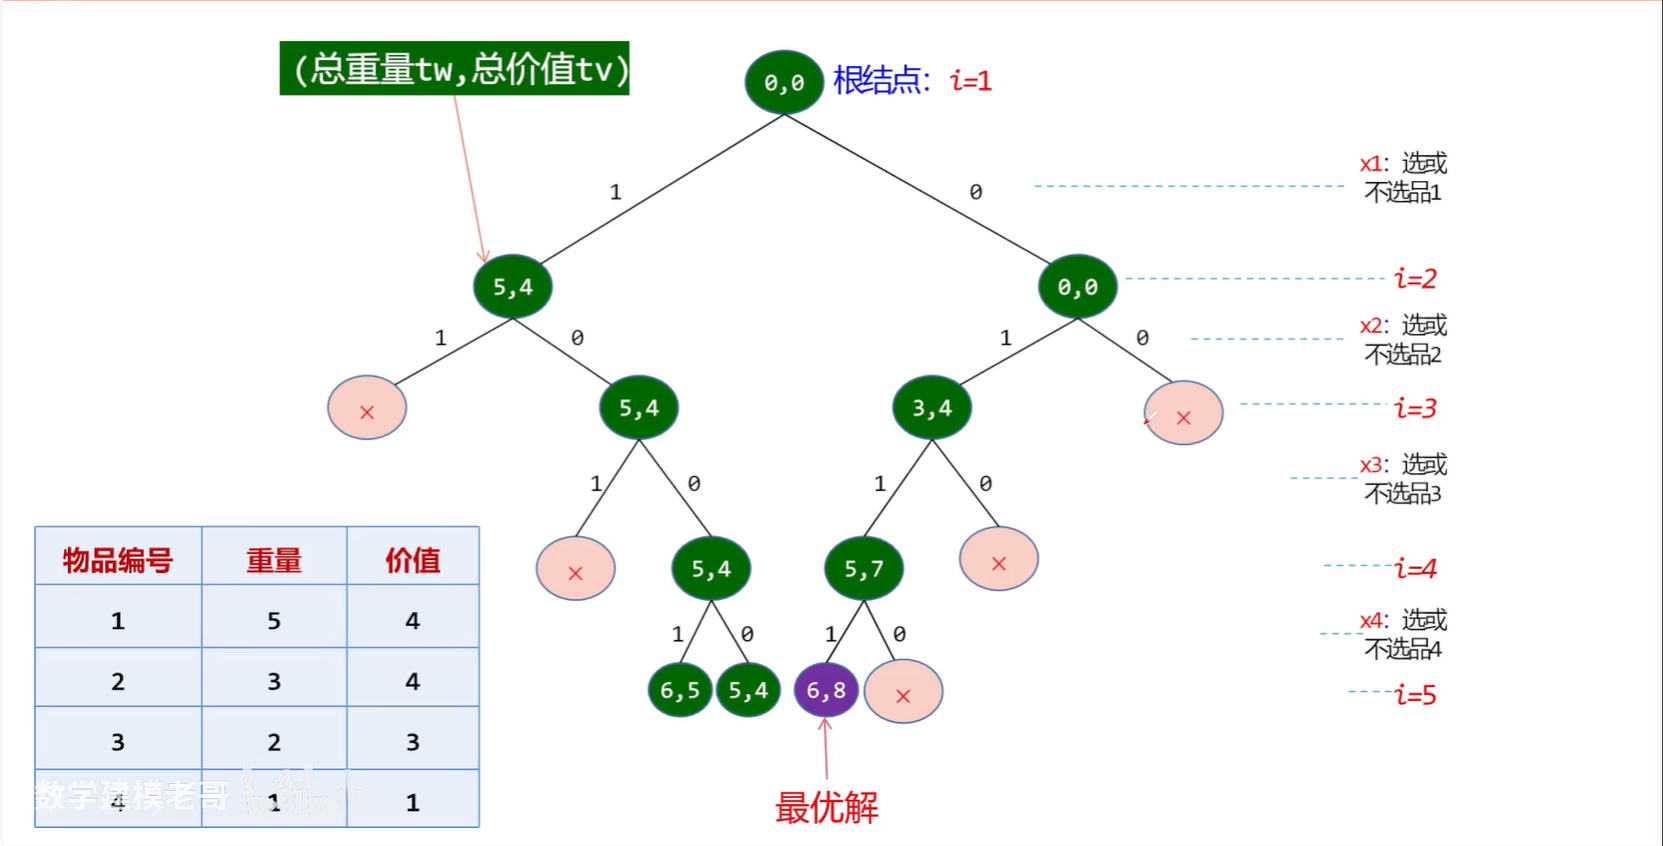 (总重量tw,总价值tv)
0,0
根结点：i=1
1
0
x1：选或
不选品1
5,4
0,0
i=2
1
0
1
0
x2：选或
不选品2
×
5,4
3,4
×
i=3
1
0
1
0
x3：选或
不选品3
×
5,4
5,7
×
i=4
1
0
1
0
x4：选或
不选品4
6,5
5,4
6,8
×
i=5
最优解
物品编号 重量 价值
1 5 4
2 3 4
3 2 3
4 1 1
数学建模老哥